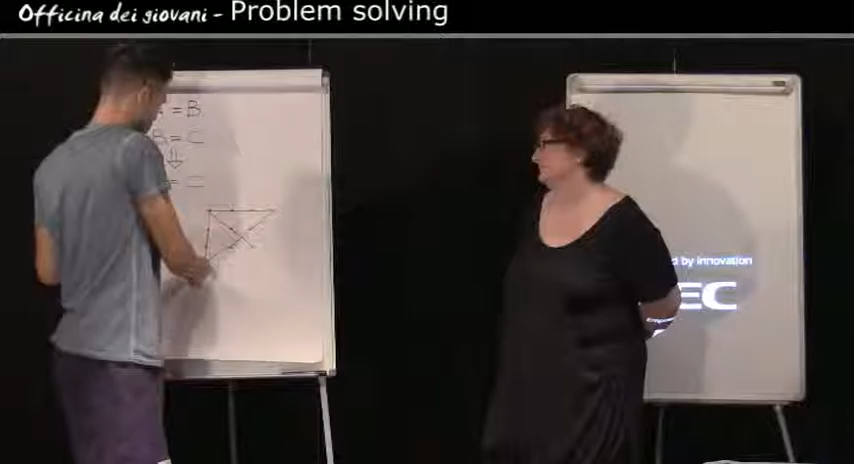 Officina dei giovani - Problem solving
= B
B = C
= C
d by innovation
EC